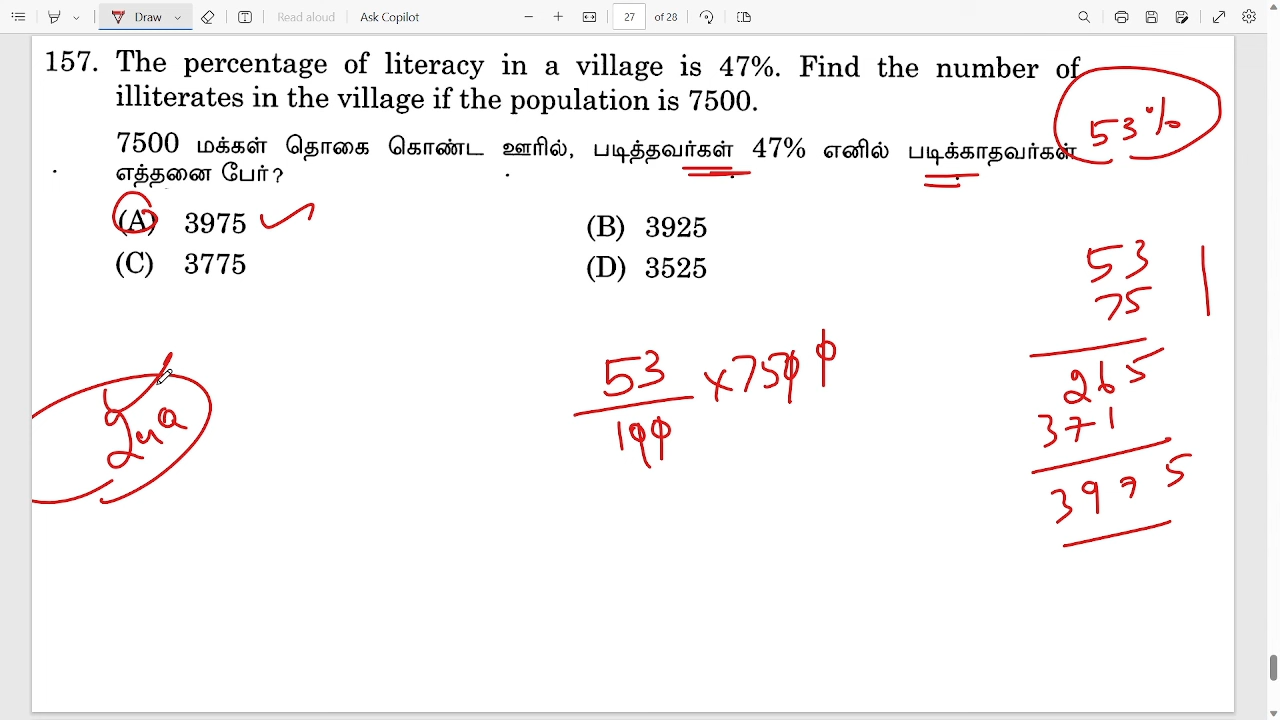 Draw
Read aloud
Ask Copilot
27 of 28
157. The percentage of literacy in a village is 47%. Find the number of
illiterates in the village if the population is 7500.
53%
7500 மக்கள் தொகை கொண்ட ஊரில், படித்தவர்கள் 47% எனில் படிக்காதவர்கள்
எத்தனை பேர்?
(A) 3975
(B) 3925
(C) 3775
(D) 3525
53
75
265
371
3975
53
100
×7500